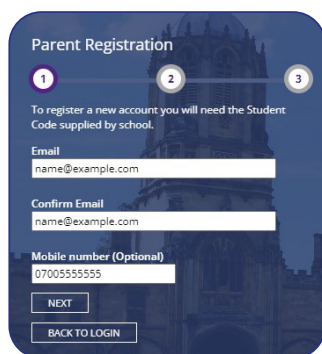 Parent Registration
1 2 3
To register a new account you will need the Student
Code supplied by school.
Email
name@example.com
Confirm Email
name@example.com
Mobile number (Optional)
07005555555
NEXT
BACK TO LOGIN